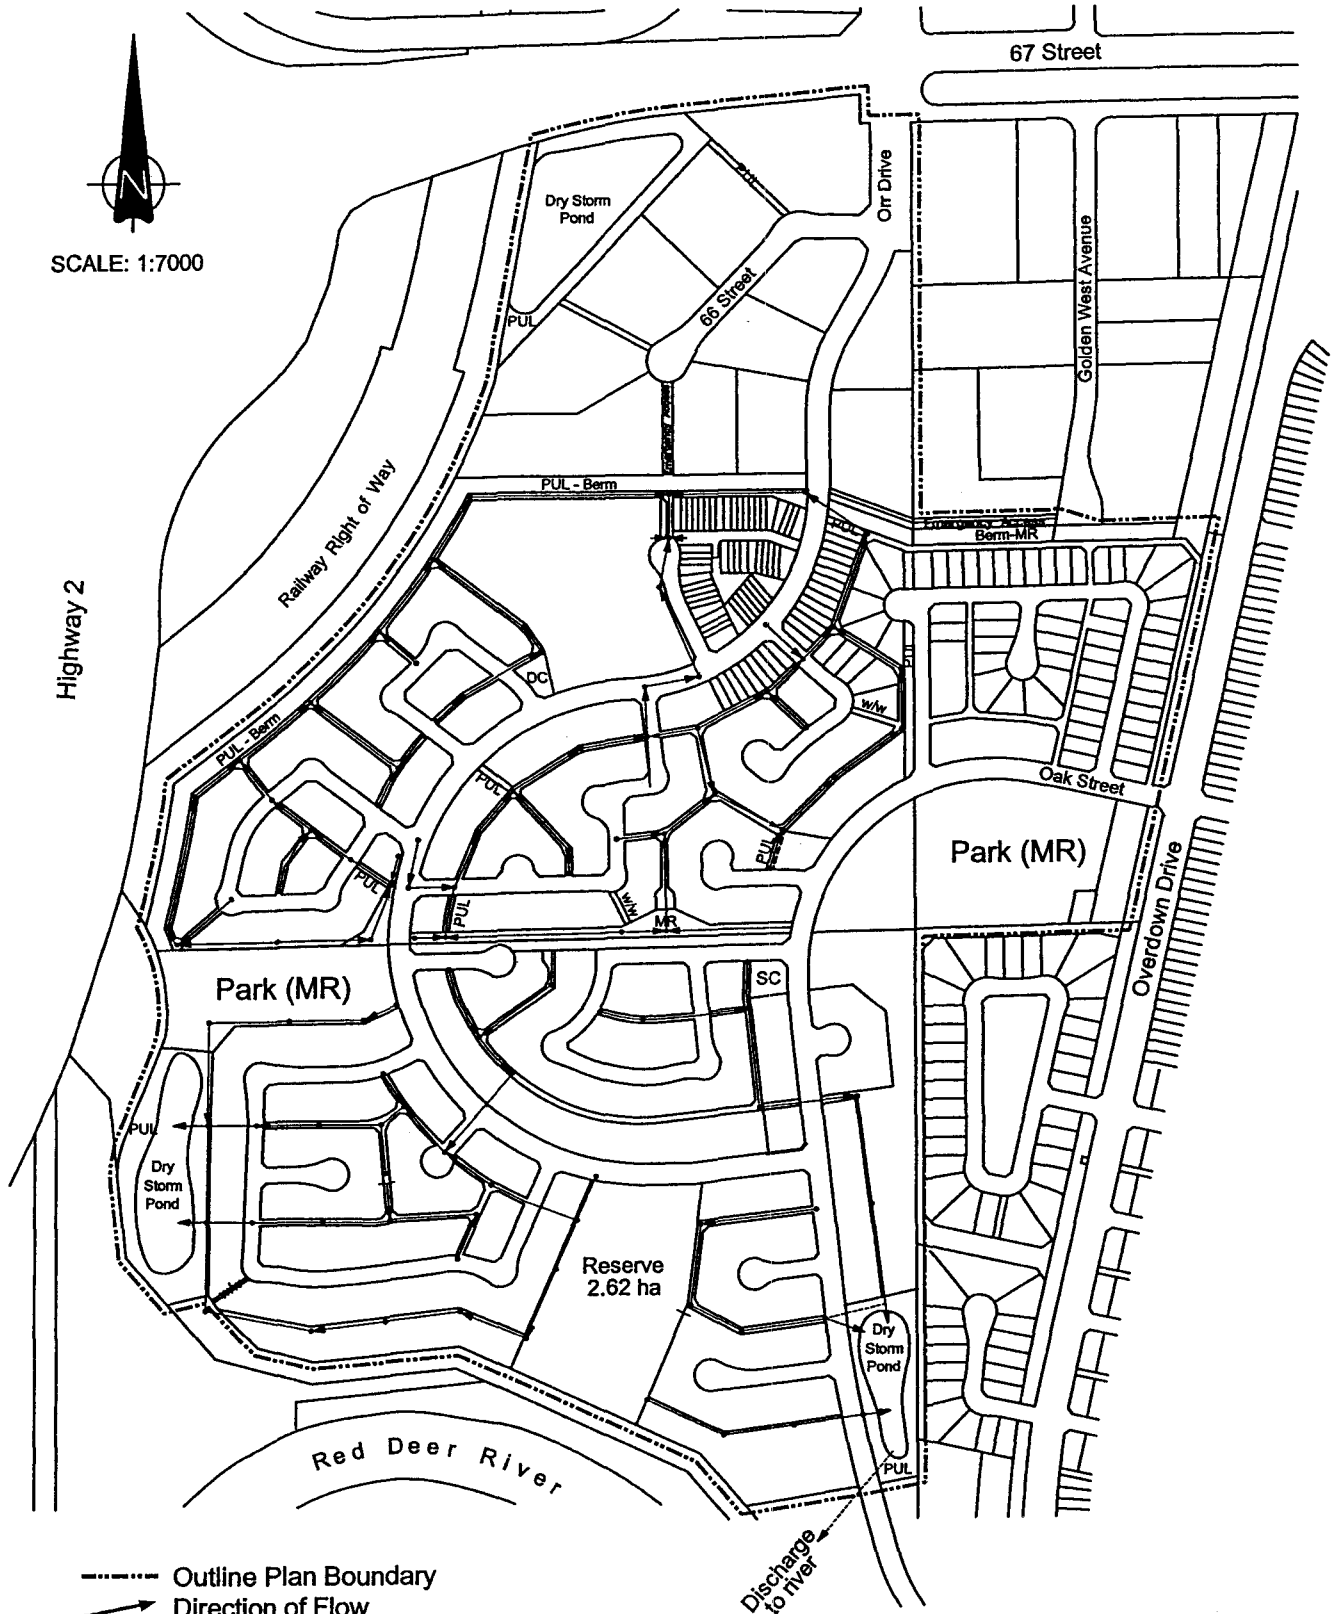 67 Street
N
SCALE: 1:7000
Orr Drive
Golden West Avenue
PUL
Dry Storm
Pond
66 Street
PUL
Emergency Access
PUL - Berm
Railway Right of Way
PUL
Emergency Access
Berm-MR
Highway 2
PUL
DC
w/w
PUL - Berm
PUL
Oak Street
PUL
Park (MR)
PUL
Overdown Drive
w/w
PUL
MR
Park (MR)
SC
PUL
Dry
Storm
Pond
Reserve
2.62 ha
Dry
Storm
Pond
Red Deer River
PUL
Discharge
to river
Outline Plan Boundary
Direction of Flow